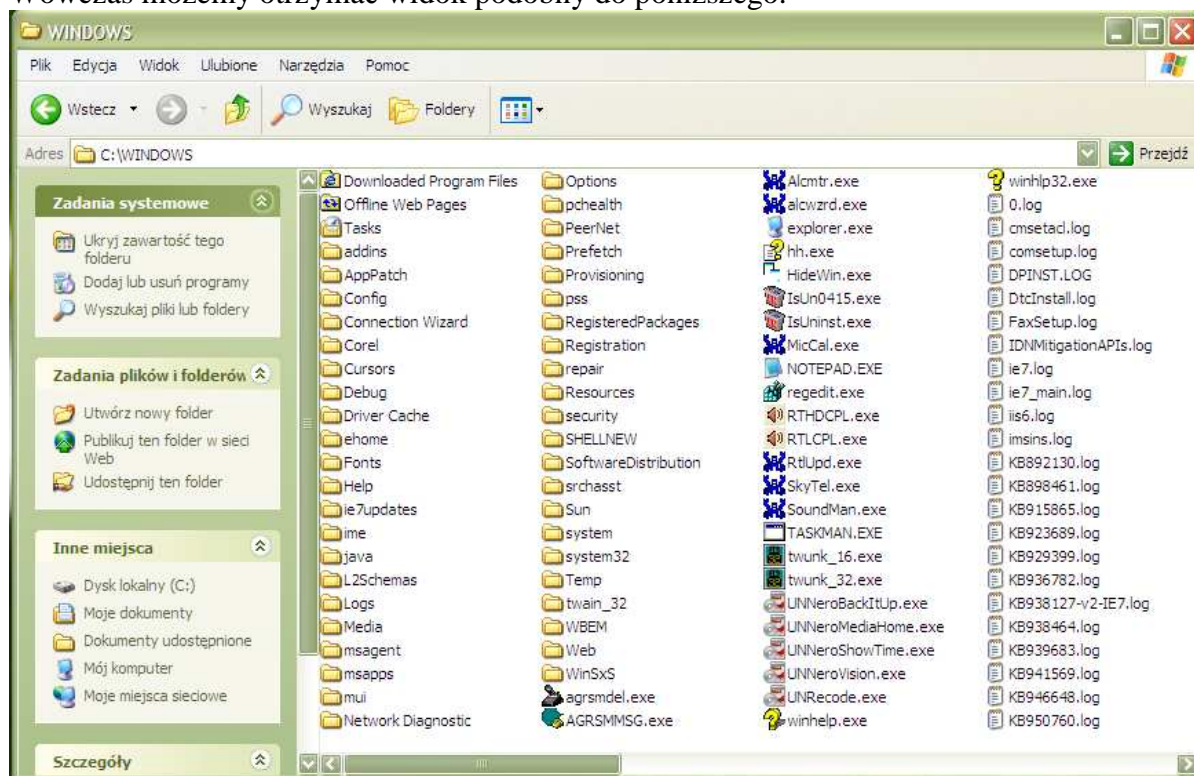 Wówczas możemy otrzymać widok podobny do poniższego:
WINDOWS
Plik Edycja Widok Ulubione Narzędzia Pomoc
Wstecz Wyszukaj Foldery
Adres C:\WINDOWS Przejdź
Zadania systemowe
Ukryj zawartość tego
folderu
Dodaj lub usuń programy
Wyszukaj pliki lub foldery
Zadania plików i folderów
Utwórz nowy folder
Publikuj ten folder w sieci
Web
Udostępnij ten folder
Inne miejsca
Dysk lokalny (C:)
Moje dokumenty
Dokumenty udostępnione
Mój komputer
Moje miejsca sieciowe
Szczegóły
Downloaded Program Files
Offline Web Pages
Tasks
addins
AppPatch
Config
Connection Wizard
Corel
Cursors
Debug
Driver Cache
ehome
Fonts
Help
ie7updates
ime
java
L2Schemas
Logs
Media
msagent
msapps
mui
Network Diagnostic
Options
pchealth
PeerNet
Prefetch
Provisioning
pss
RegisteredPackages
Registration
repair
Resources
security
SHELLNEW
SoftwareDistribution
srchasst
Sun
system
system32
Temp
twain_32
WBEM
Web
WinSxS
agrsmdel.exe
AGRSMMSG.exe
Alcmtr.exe
alcwzrd.exe
explorer.exe
hh.exe
HideWin.exe
IsUn0415.exe
IsUninst.exe
MicCal.exe
NOTEPAD.EXE
regedit.exe
RTHDCPL.exe
RTLCPL.exe
RtlUpd.exe
SkyTel.exe
SoundMan.exe
TASKMAN.EXE
twunk_16.exe
twunk_32.exe
UNNeroBackItUp.exe
UNNeroMediaHome.exe
UNNeroShowTime.exe
UNNeroVision.exe
UNRecode.exe
winhelp.exe
winhlp32.exe
0.log
cmsetacl.log
comsetup.log
DPINST.LOG
DtcInstall.log
FaxSetup.log
IDNMitigationAPIs.log
ie7.log
ie7_main.log
iis6.log
imsins.log
KB892130.log
KB898461.log
KB915865.log
KB923689.log
KB929399.log
KB936782.log
KB938127-v2-IE7.log
KB938464.log
KB939683.log
KB941569.log
KB946648.log
KB950760.log